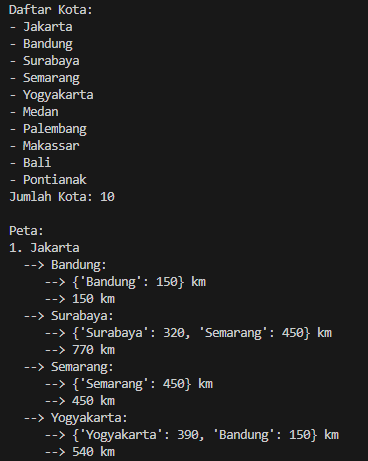 Daftar Kota:
- Jakarta
- Bandung
- Surabaya
- Semarang
- Yogyakarta
- Medan
- Palembang
- Makassar
- Bali
- Pontianak
Jumlah Kota: 10

Peta:
1. Jakarta
  --> Bandung:
     --> {'Bandung': 150} km
     --> 150 km
  --> Surabaya:
     --> {'Surabaya': 320, 'Semarang': 450} km
     --> 770 km
  --> Semarang:
     --> {'Semarang': 450} km
     --> 450 km
  --> Yogyakarta:
     --> {'Yogyakarta': 390, 'Bandung': 150} km
     --> 540 km